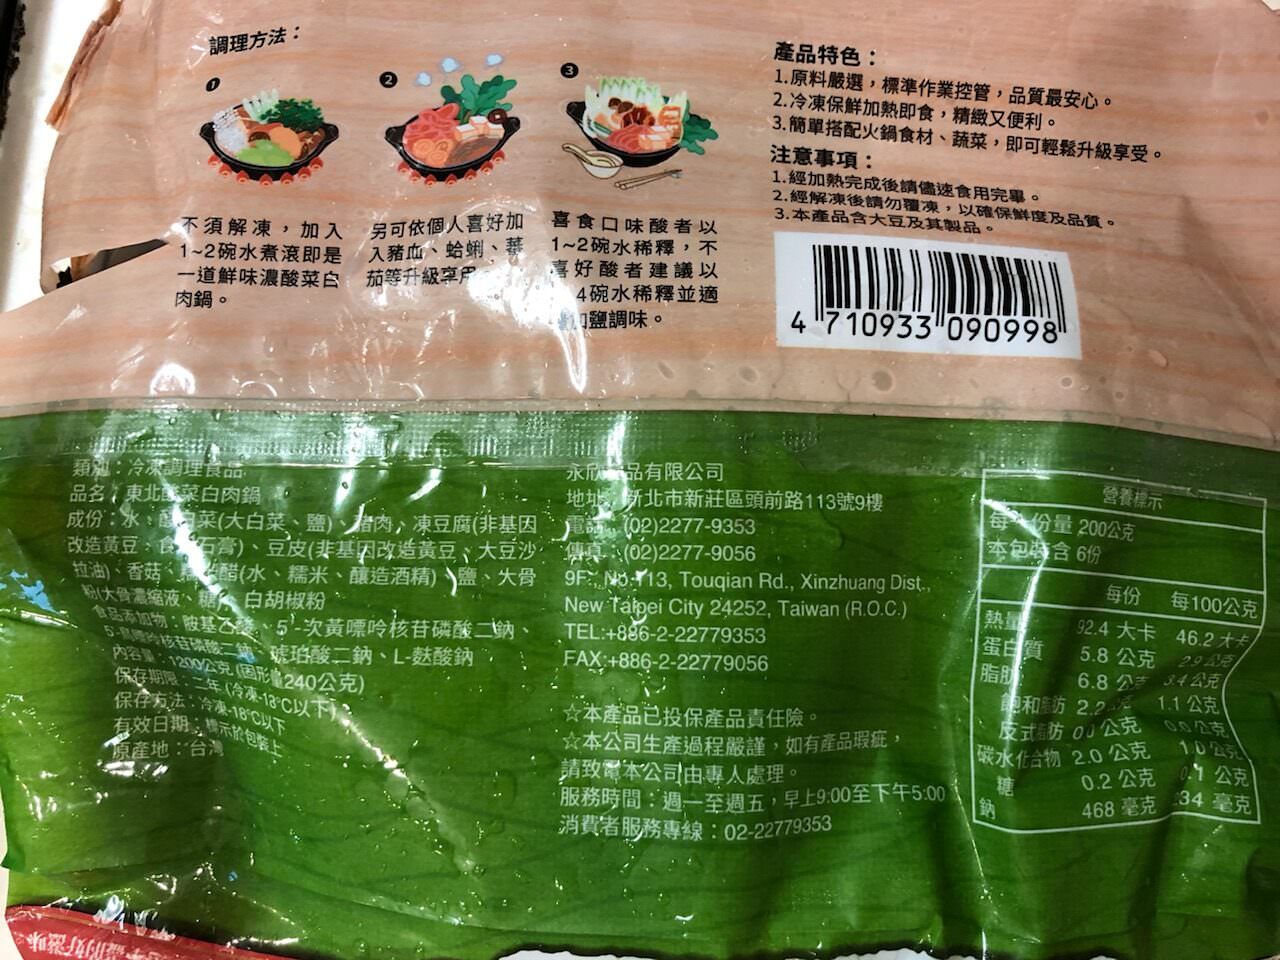 調理方法：
1
不須解凍，加入
1~2碗水煮滾即是
一道鮮味濃酸菜白
肉鍋。
2
另可依個人喜好加
入豬血、蛤蜊、蕃
茄等升級享用
3
喜食口味酸者以
1~2碗水稀釋，不
喜好酸者建議以
4碗水稀釋並適
加鹽調味。
產品特色：
1.原料嚴選，標準作業控管，品質最安心。
2.冷凍保鮮加熱即食，精緻又便利。
3.簡單搭配火鍋食材、蔬菜，即可輕鬆升級享受。
注意事項：
1.經加熱完成後請儘速食用完畢。
2.經解凍後請勿覆凍，以確保鮮度及品質。
3.本產品含大豆及其製品。
4 710933 090998
類別：冷凍調理食品
品名：東北酸菜白肉鍋
成份：水、酸白菜(大白菜、鹽)、豬肉、凍豆腐(非基因
改造黃豆、食 石膏)、豆皮(非基因改造黃豆、大豆沙
拉油)、香菇、糯米醋(水、糯米、釀造酒精)、鹽、大骨
粉(大骨濃縮液、糖)、白胡椒粉
食品添加物：胺基乙酸、5'-次黃嘌呤核苷磷酸二鈉、
5'-鳥嘌呤核苷磷酸二鈉、琥珀酸二鈉、L-麩酸鈉
內容量：1200公克(固形量240公克)
保存期限：二年(冷凍-18°C以下)
保存方法：冷凍-18°C以下
有效日期：標示於包裝上
原產地：台灣
永欣 品有限公司
地址：新北市新莊區頭前路113號9樓
電話：(02)2277-9353
傳真：(02)2277-9056
9F., No.113, Touqian Rd., Xinzhuang Dist.,
New Taipei City 24252, Taiwan (R.O.C.)
TEL:+886-2-22779353
FAX:+886-2-22779056
☆本產品已投保產品責任險。
☆本公司生產過程嚴謹，如有產品瑕疵，
請致電本公司由專人處理。
服務時間：週一至週五，早上9:00至下午5:00
消費者服務專線：02-22779353
營養標示
每一份量 200公克
本包裝含 6份
每份 每100公克
熱量 92.4 大卡 46.2 大卡
蛋白質 5.8 公克 2.9 公克
脂肪 6.8 公克 3.4 公克
飽和脂肪 2.2 公克 1.1 公克
反式脂肪 0.0 公克 0.0 公克
碳水化合物 2.0 公克 1.0 公克
糖 0.2 公克 0.1 公克
鈉 468 毫克 234 毫克
的好滋味